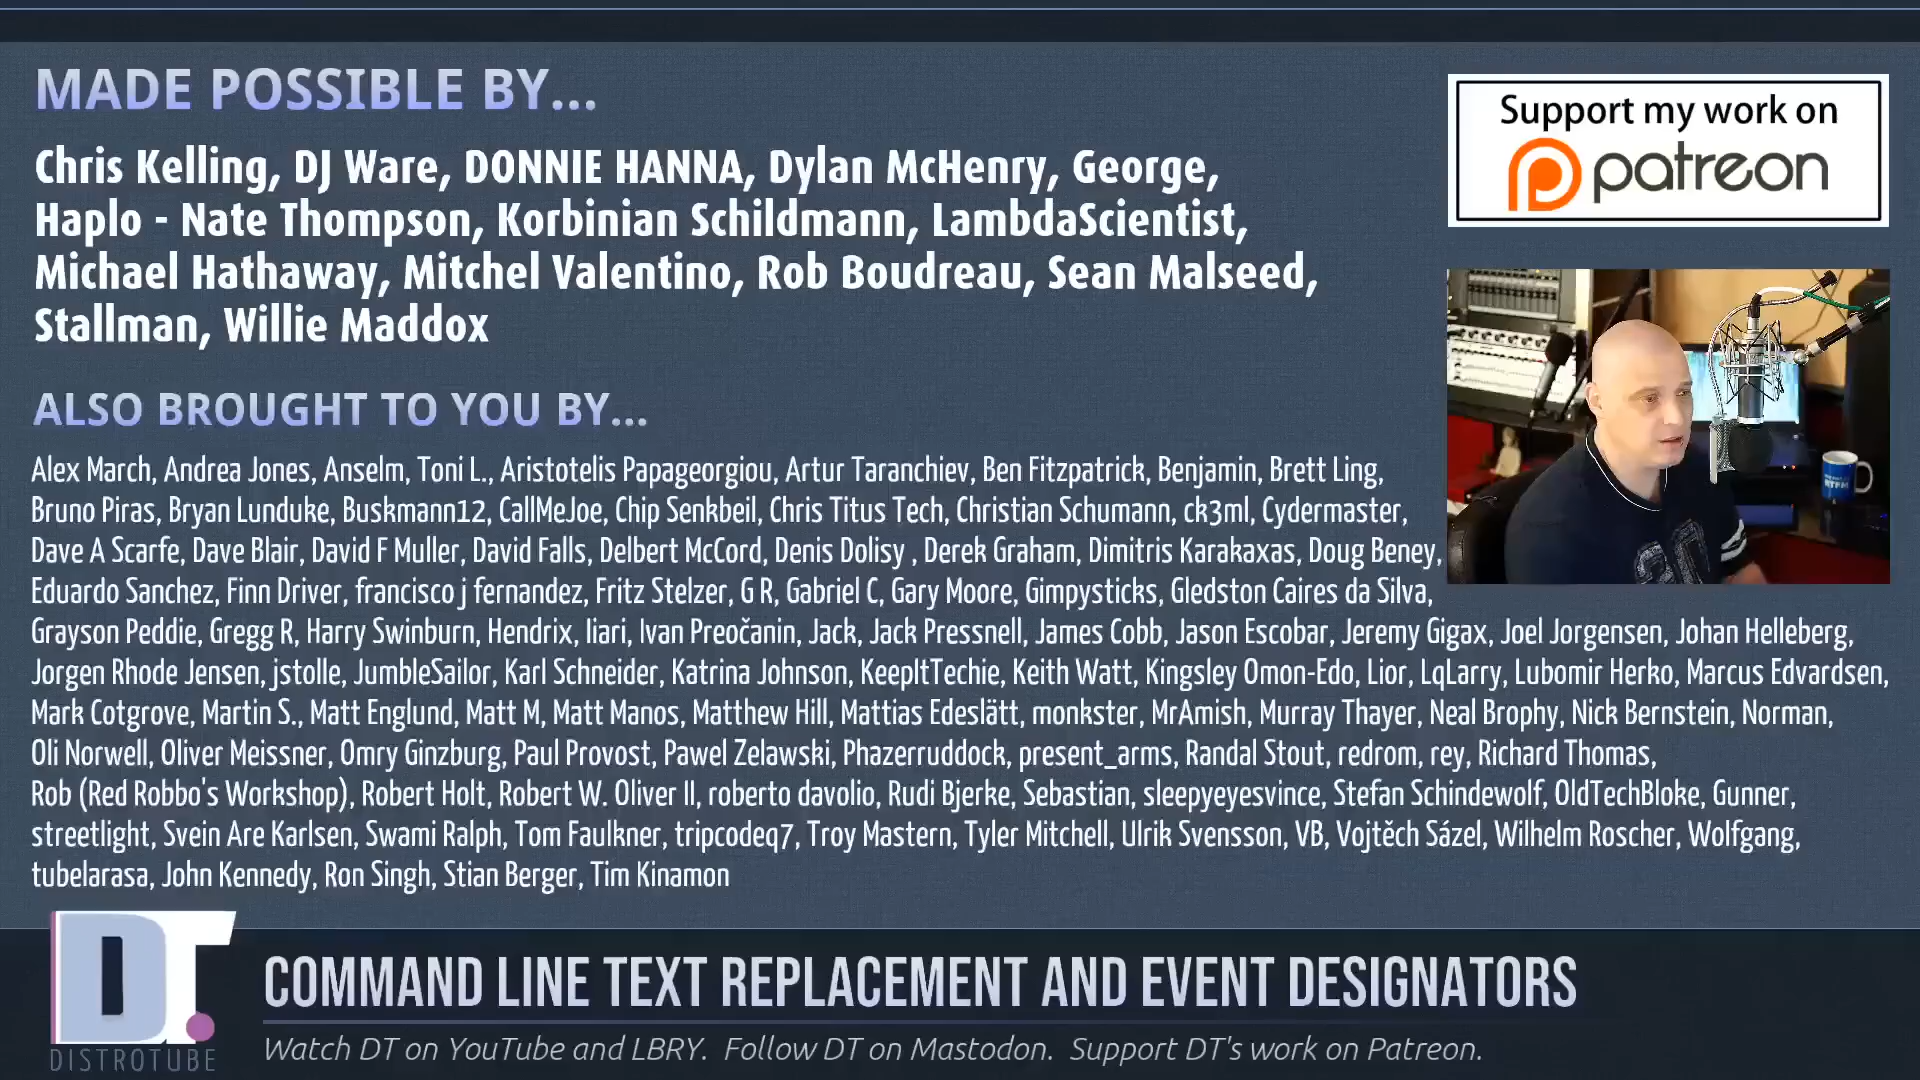 MADE POSSIBLE BY...
Chris Kelling, DJ Ware, DONNIE HANNA, Dylan McHenry, George,
Haplo - Nate Thompson, Korbinian Schildmann, LambdaScientist,
Michael Hathaway, Mitchel Valentino, Rob Boudreau, Sean Malseed,
Stallman, Willie Maddox
Support my work on
patreon
ALSO BROUGHT TO YOU BY...
Alex March, Andrea Jones, Anselm, Toni L., Aristotelis Papageorgiou, Artur Taranchiev, Ben Fitzpatrick, Benjamin, Brett Ling,
Bruno Piras, Bryan Lunduke, Buskmann12, CallMeJoe, Chip Senkbeil, Chris Titus Tech, Christian Schumann, ck3ml, Cydermaster,
Dave A Scarfe, Dave Blair, David F Muller, David Falls, Delbert McCord, Denis Dolisy , Derek Graham, Dimitris Karakaxas, Doug Beney,
Eduardo Sanchez, Finn Driver, francisco j fernandez, Fritz Stelzer, G R, Gabriel C, Gary Moore, Gimpysticks, Gledston Caires da Silva,
Grayson Peddie, Gregg R, Harry Swinburn, Hendrix, Iiari, Ivan Preočanin, Jack, Jack Pressnell, James Cobb, Jason Escobar, Jeremy Gigax, Joel Jorgensen, Johan Helleberg,
Jorgen Rhode Jensen, jstolle, JumbleSailor, Karl Schneider, Katrina Johnson, KeepItTechie, Keith Watt, Kingsley Omon-Edo, Lior, LqLarry, Lubomir Herko, Marcus Edvardsen,
Mark Cotgrove, Martin S., Matt Englund, Matt M, Matt Manos, Matthew Hill, Mattias Edeslätt, monkster, MrAmish, Murray Thayer, Neal Brophy, Nick Bernstein, Norman,
Oli Norwell, Oliver Meissner, Omry Ginzburg, Paul Provost, Pawel Zelawski, Phazerruddock, present_arms, Randal Stout, redrom, rey, Richard Thomas,
Rob (Red Robbo's Workshop), Robert Holt, Robert W. Oliver II, roberto davolio, Rudi Bjerke, Sebastian, sleepyeyesvince, Stefan Schindewolf, OldTechBloke, Gunner,
streetlight, Svein Are Karlsen, Swami Ralph, Tom Faulkner, tripcodeq7, Troy Mastern, Tyler Mitchell, Ulrik Svensson, VB, Vojtěch Sázel, Wilhelm Roscher, Wolfgang,
tubelarasa, John Kennedy, Ron Singh, Stian Berger, Tim Kinamon
DT
DISTROTUBE
COMMAND LINE TEXT REPLACEMENT AND EVENT DESIGNATORS
Watch DT on YouTube and LBRY. Follow DT on Mastodon. Support DT's work on Patreon.